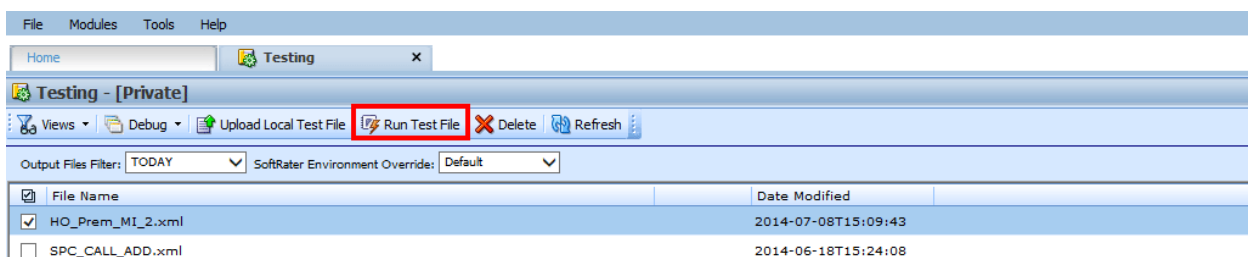 File Modules Tools Help
Home Testing x
Testing - [Private]
Views Debug Upload Local Test File Run Test File Delete Refresh
Output Files Filter: TODAY SoftRater Environment Override: Default
File Name Date Modified
HO_Prem_MI_2.xml 2014-07-08T15:09:43
SPC_CALL_ADD.xml 2014-06-18T15:24:08